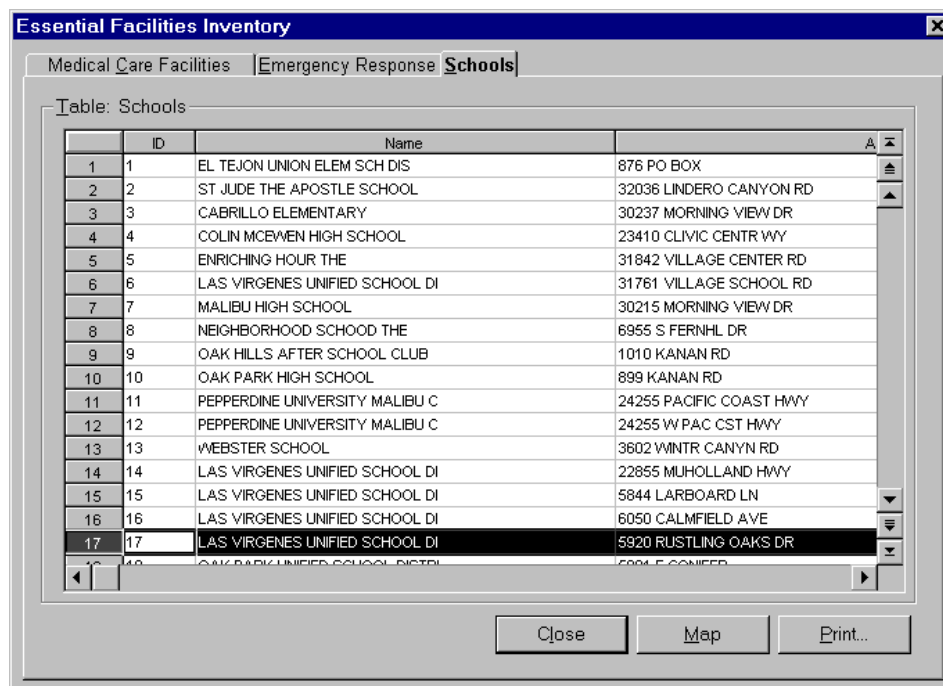 Essential Facilities Inventory
Medical Care Facilities Emergency Response Schools
Table: Schools
ID Name A
1 1 EL TEJON UNION ELEM SCH DIS 876 PO BOX
2 2 ST JUDE THE APOSTLE SCHOOL 32036 LINDERO CANYON RD
3 3 CABRILLO ELEMENTARY 30237 MORNING VIEW DR
4 4 COLIN MCEWEN HIGH SCHOOL 23410 CLIVIC CENTR WY
5 5 ENRICHING HOUR THE 31842 VILLAGE CENTER RD
6 6 LAS VIRGENES UNIFIED SCHOOL DI 31761 VILLAGE SCHOOL RD
7 7 MALIBU HIGH SCHOOL 30215 MORNING VIEW DR
8 8 NEIGHBORHOOD SCHOOD THE 6955 S FERNHL DR
9 9 OAK HILLS AFTER SCHOOL CLUB 1010 KANAN RD
10 10 OAK PARK HIGH SCHOOL 899 KANAN RD
11 11 PEPPERDINE UNIVERSITY MALIBU C 24255 PACIFIC COAST HWY
12 12 PEPPERDINE UNIVERSITY MALIBU C 24255 W PAC CST HWY
13 13 WEBSTER SCHOOL 3602 WINTR CANYN RD
14 14 LAS VIRGENES UNIFIED SCHOOL DI 22855 MUHOLLAND HWY
15 15 LAS VIRGENES UNIFIED SCHOOL DI 5844 LARBOARD LN
16 16 LAS VIRGENES UNIFIED SCHOOL DI 6050 CALMFIELD AVE
17 17 LAS VIRGENES UNIFIED SCHOOL DI 5920 RUSTLING OAKS DR
18 18 OAK PARK UNIFIED SCHOOL DISTRI
Close Map Print...